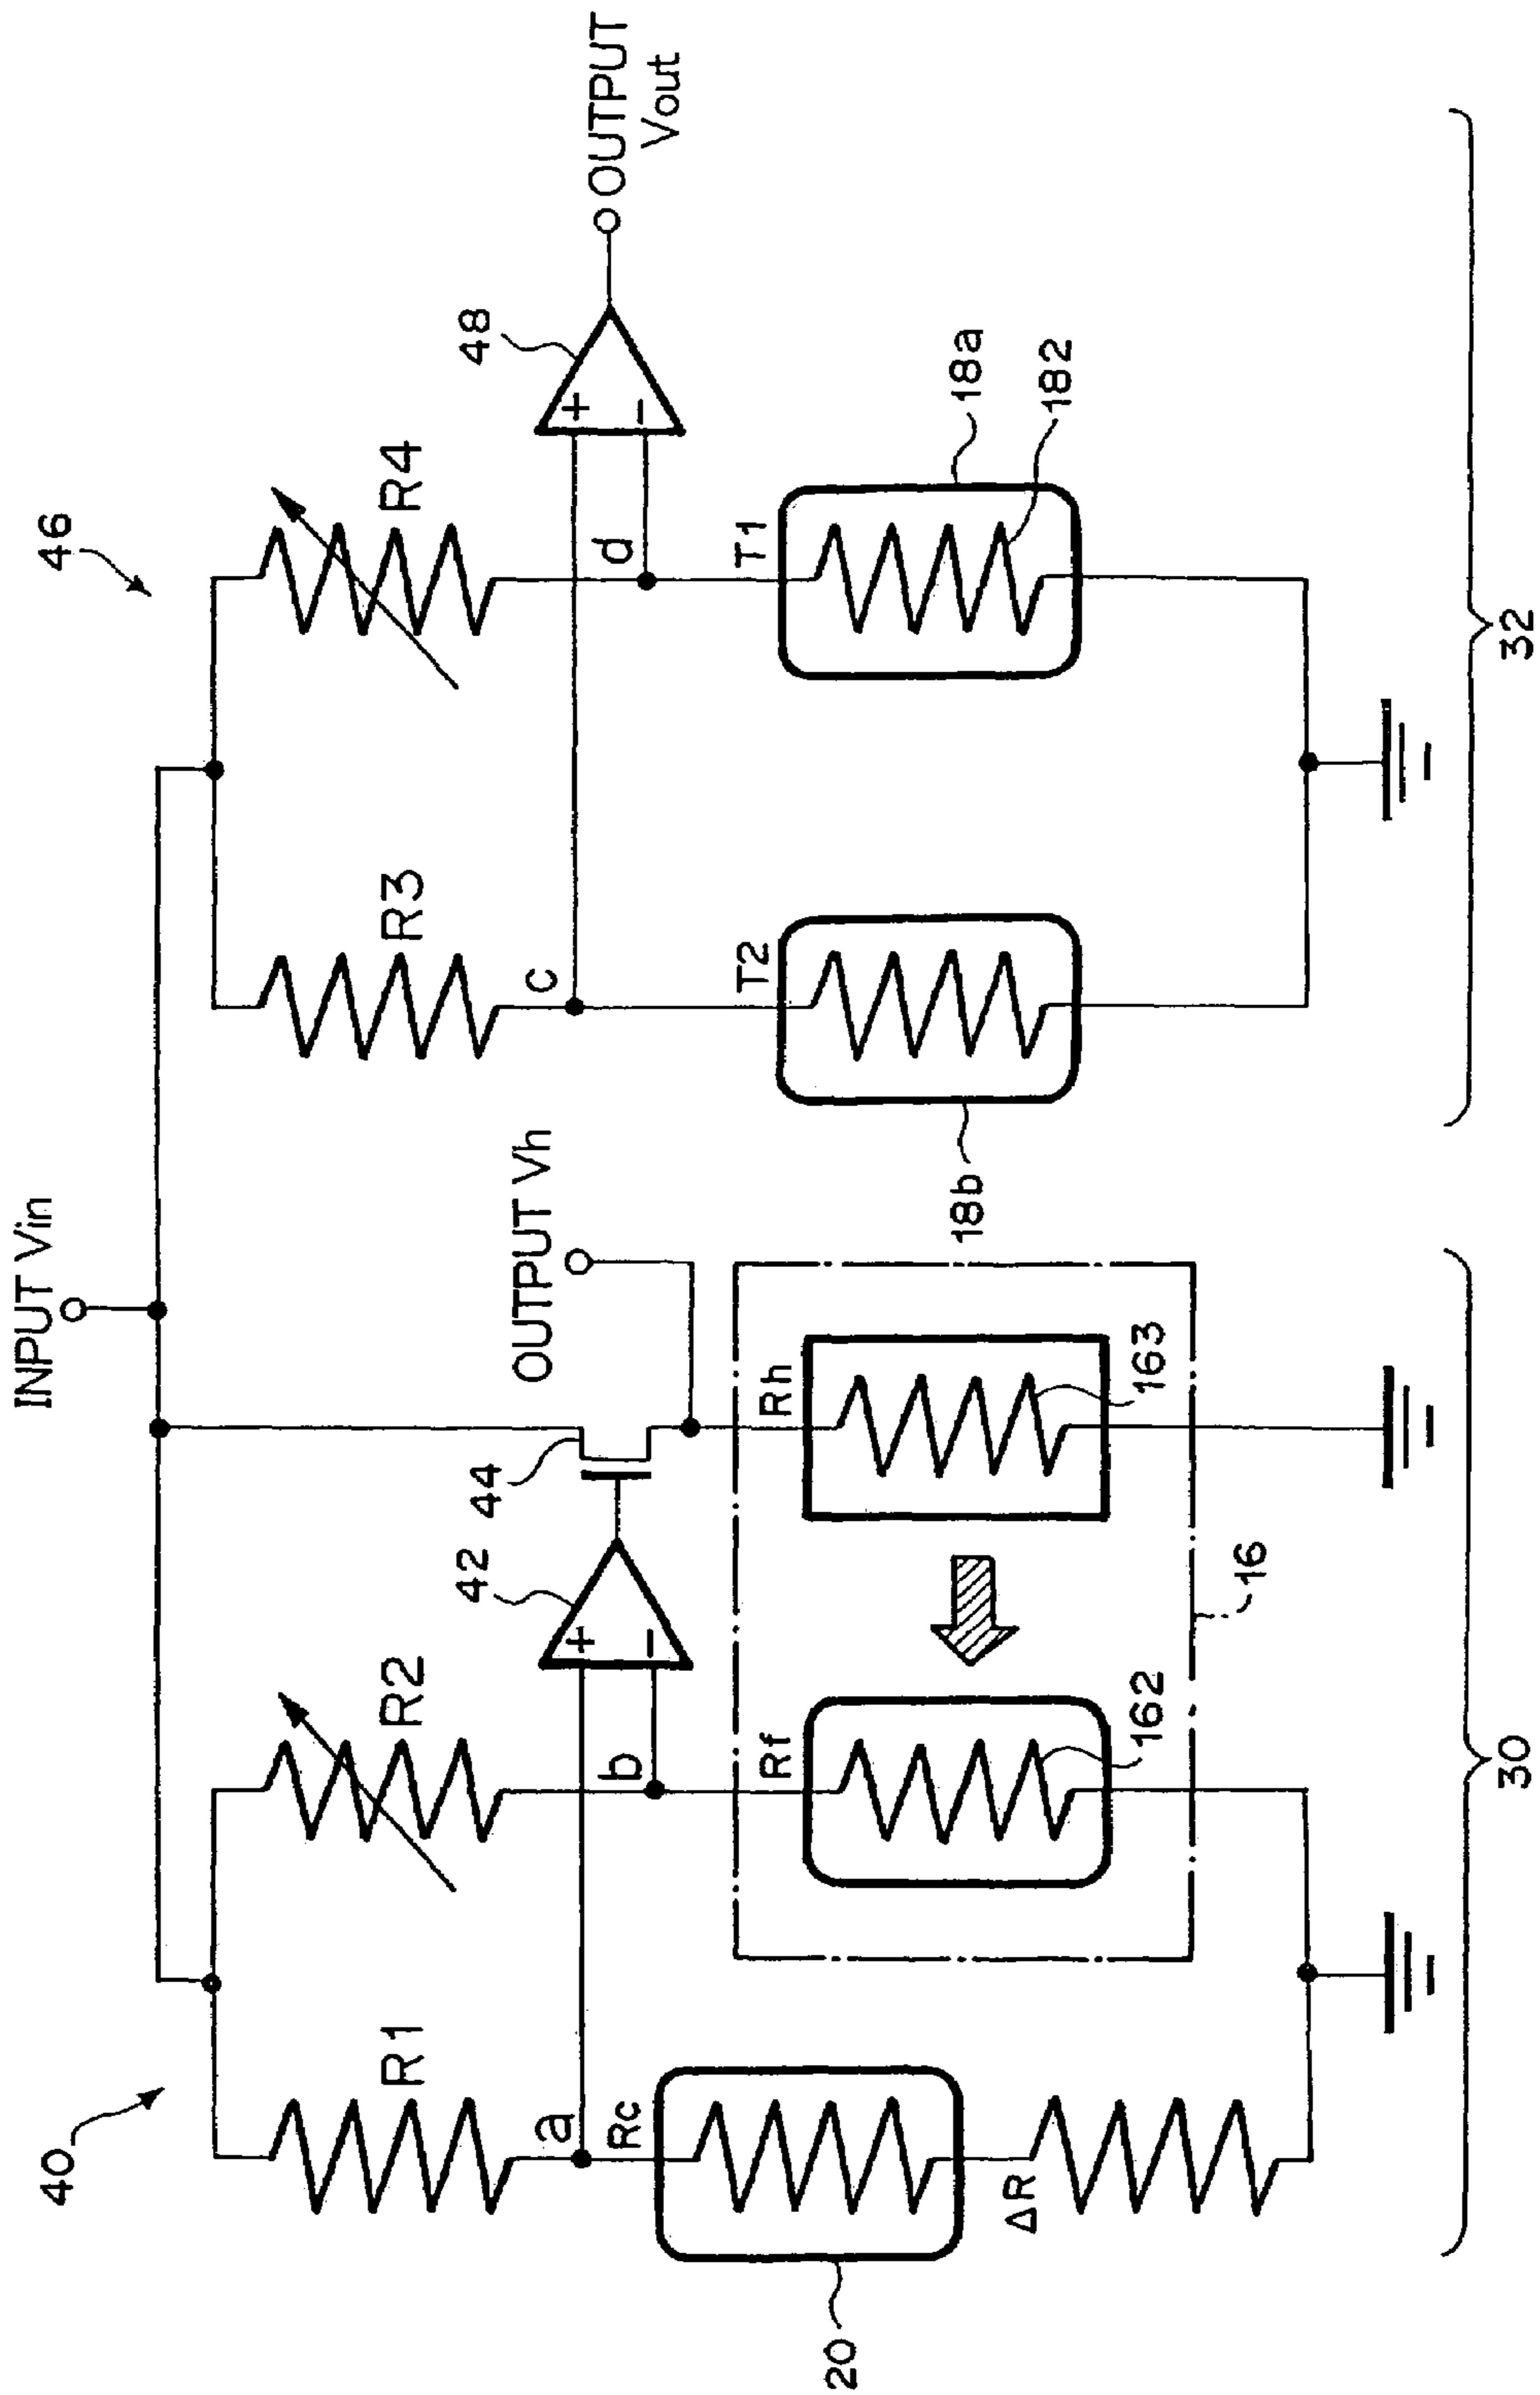 INPUT Vin
40
46
R1
R2
R3
R4
a
b
c
d
42
44
48
+
−
+
−
OUTPUT Vh
OUTPUT
Vout
Rc
Rf
Rh
T2
T1
20
ΔR
162
163
16
18b
18a
182
30
32